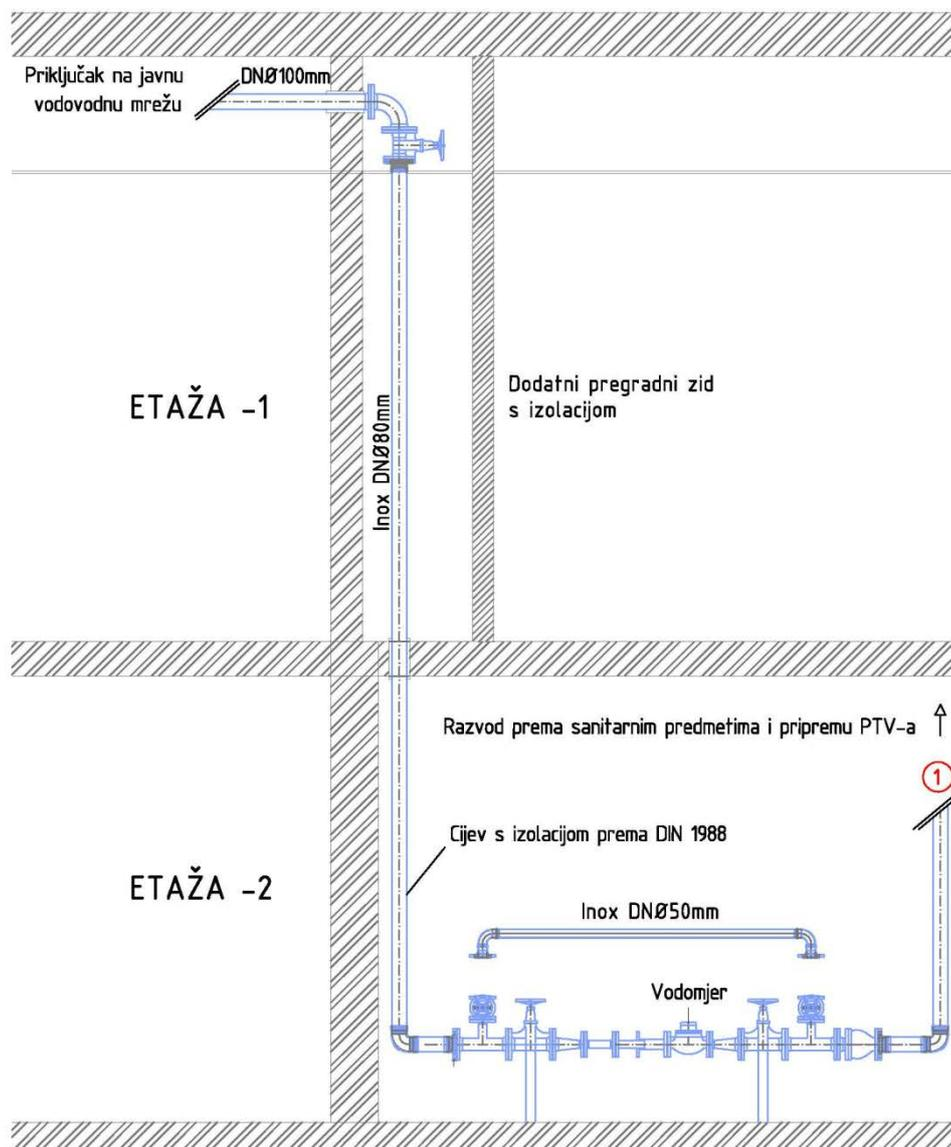 Priključak na javnu
vodovodnu mrežu
DNØ100mm
ETAŽA -1
Inox DNØ80mm
Dodatni pregradni zid
s izolacijom
Razvod prema sanitarnim predmetima i pripremu PTV-a
1
Cijev s izolacijom prema DIN 1988
ETAŽA -2
Inox DNØ50mm
Vodomjer